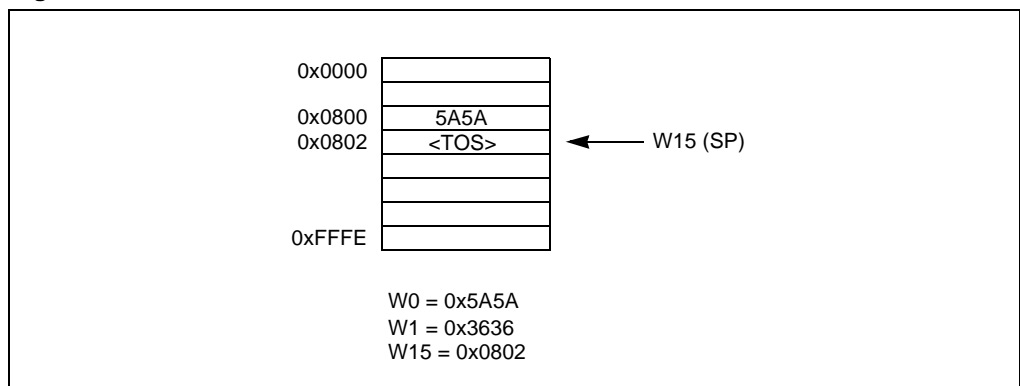 0x0000
0x0800 5A5A
0x0802 <TOS> W15 (SP)
0xFFFE
W0 = 0x5A5A
W1 = 0x3636
W15 = 0x0802